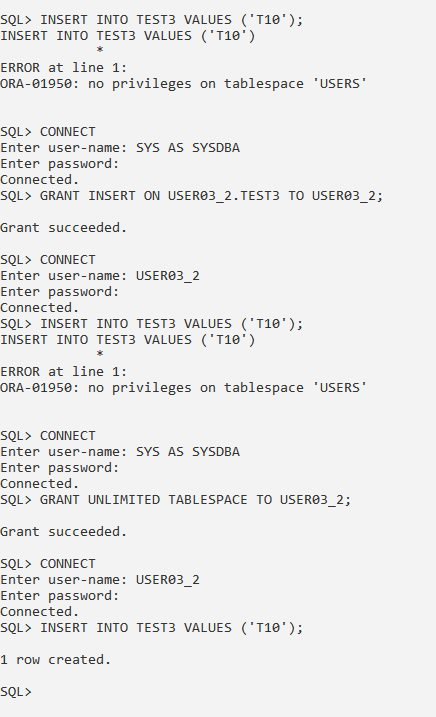 SQL> INSERT INTO TEST3 VALUES ('T10');
INSERT INTO TEST3 VALUES ('T10')
            *
ERROR at line 1:
ORA-01950: no privileges on tablespace 'USERS'
SQL> CONNECT
Enter user-name: SYS AS SYSDBA
Enter password:
Connected.
SQL> GRANT INSERT ON USER03_2.TEST3 TO USER03_2;
Grant succeeded.
SQL> CONNECT
Enter user-name: USER03_2
Enter password:
Connected.
SQL> INSERT INTO TEST3 VALUES ('T10');
INSERT INTO TEST3 VALUES ('T10')
            *
ERROR at line 1:
ORA-01950: no privileges on tablespace 'USERS'
SQL> CONNECT
Enter user-name: SYS AS SYSDBA
Enter password:
Connected.
SQL> GRANT UNLIMITED TABLESPACE TO USER03_2;
Grant succeeded.
SQL> CONNECT
Enter user-name: USER03_2
Enter password:
Connected.
SQL> INSERT INTO TEST3 VALUES ('T10');
1 row created.
SQL>